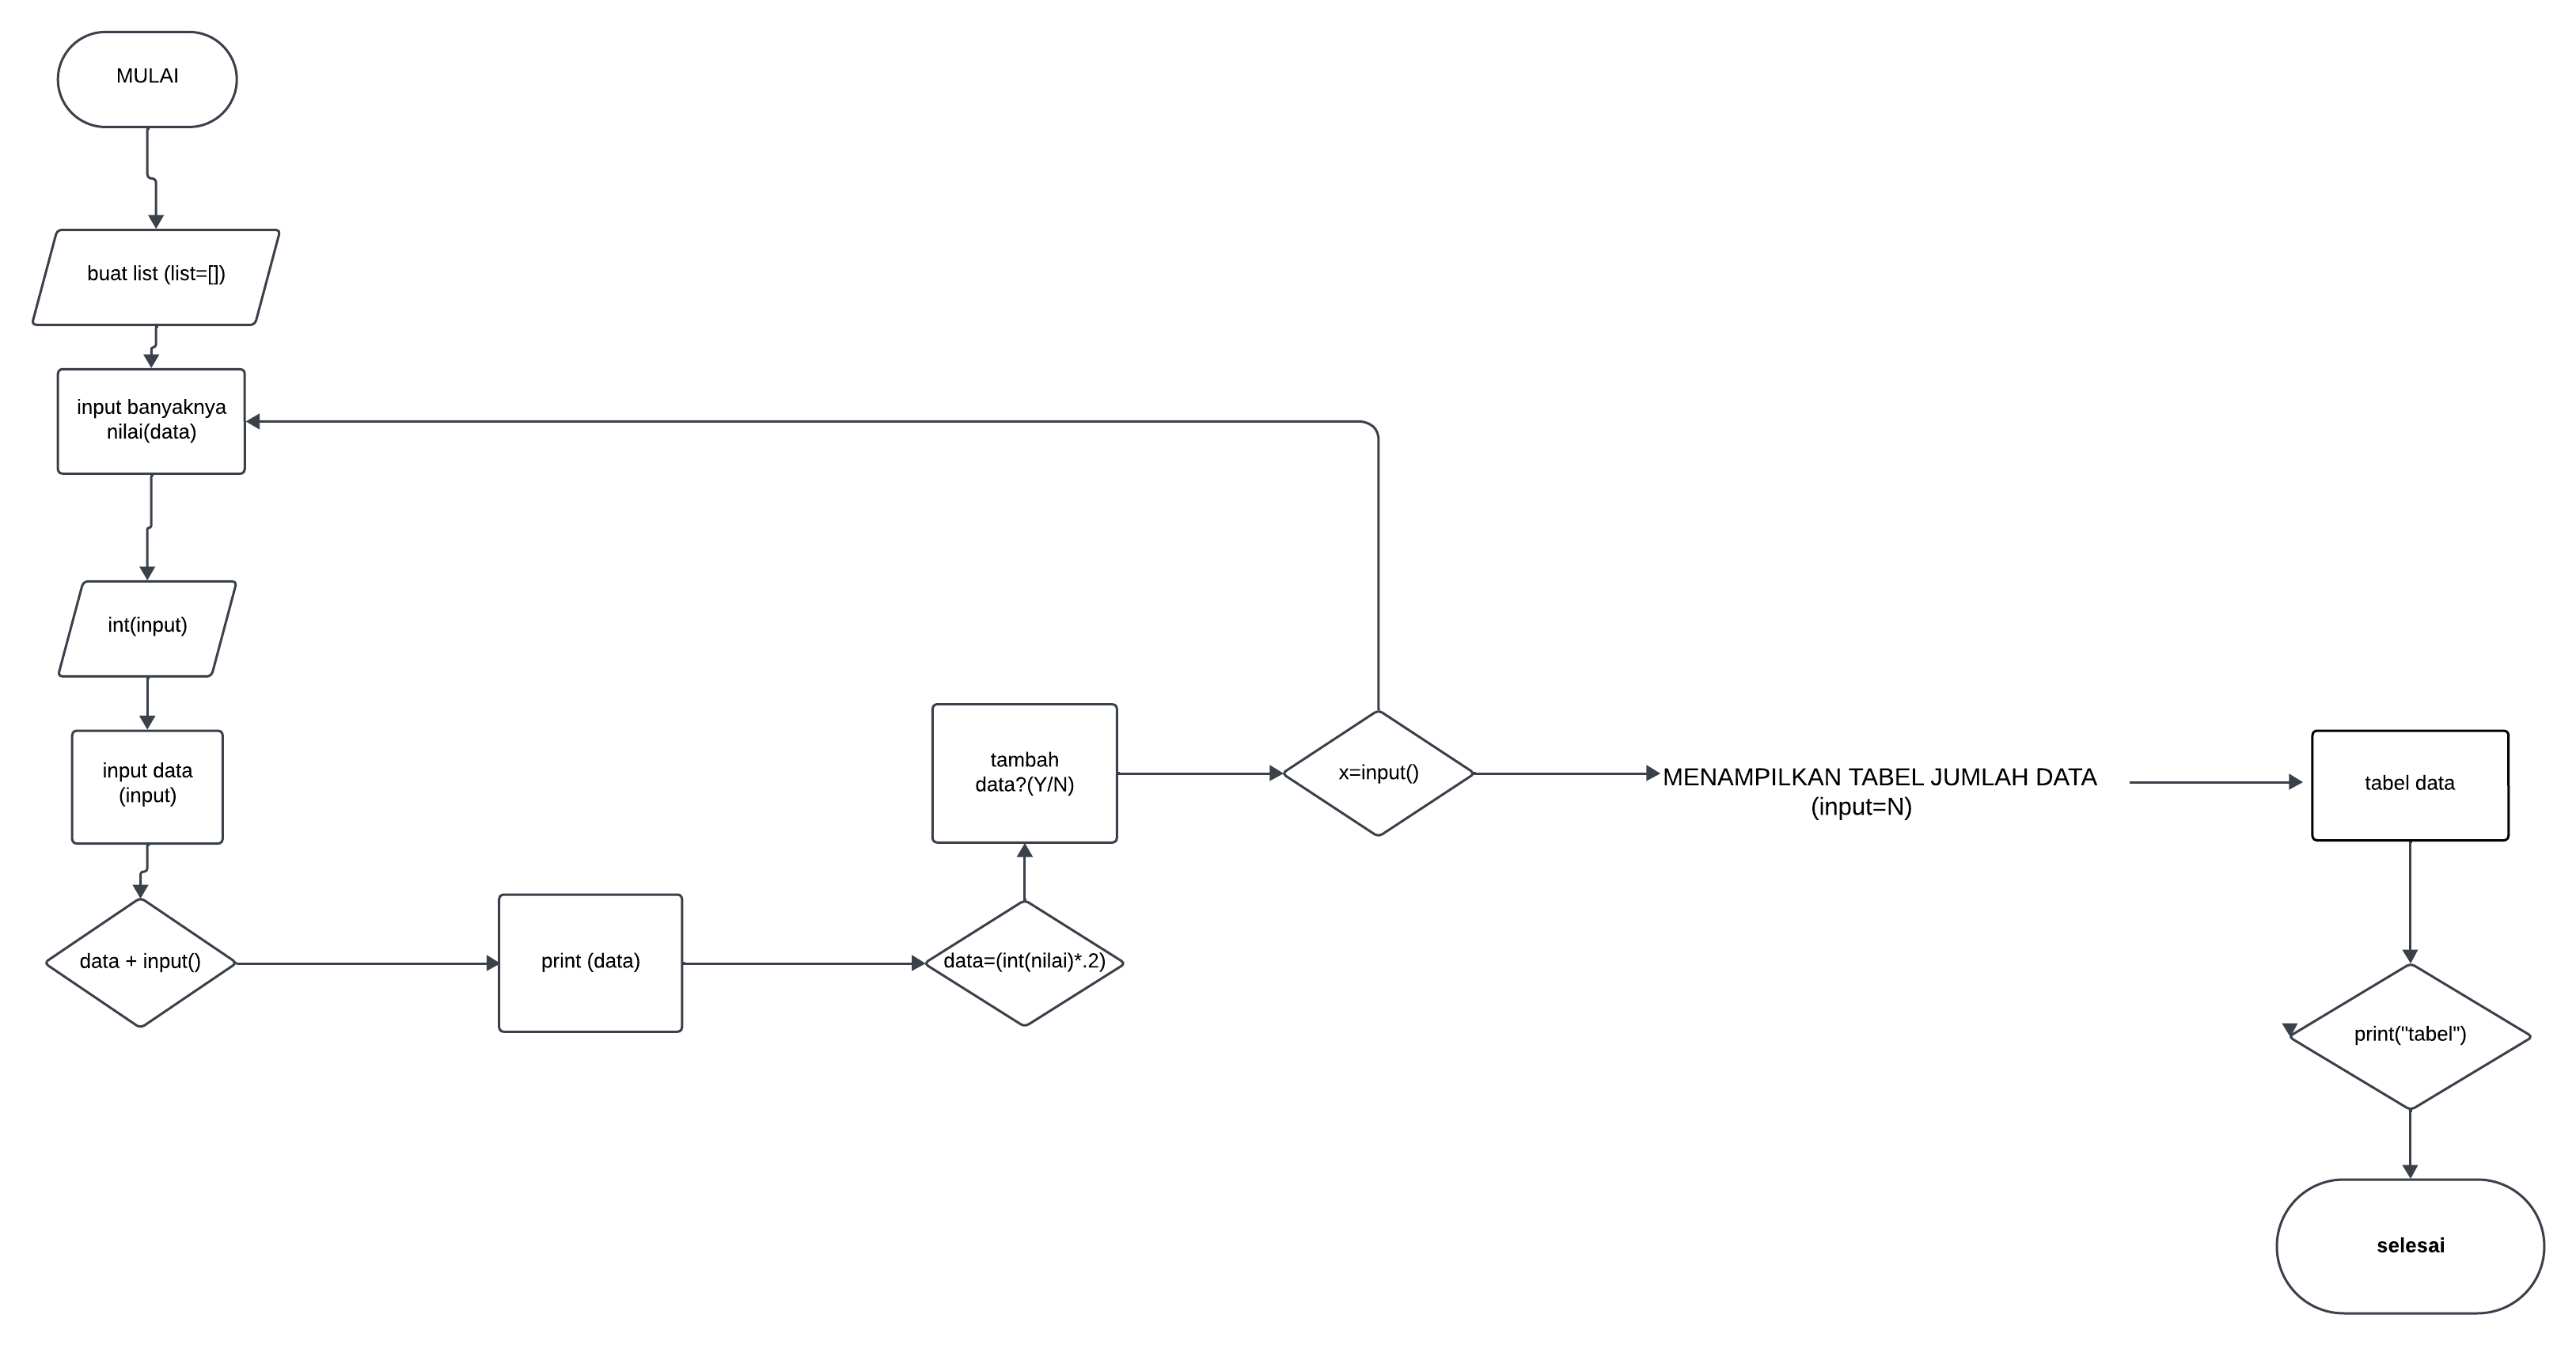 MULAI
buat list (list=[])
input banyaknya
nilai(data)
int(input)
input data
(input)
data + input()
print (data)
data=(int(nilai)*.2)
tambah
data?(Y/N)
x=input()
MENAMPILKAN TABEL JUMLAH DATA
(input=N)
tabel data
print("tabel")
selesai